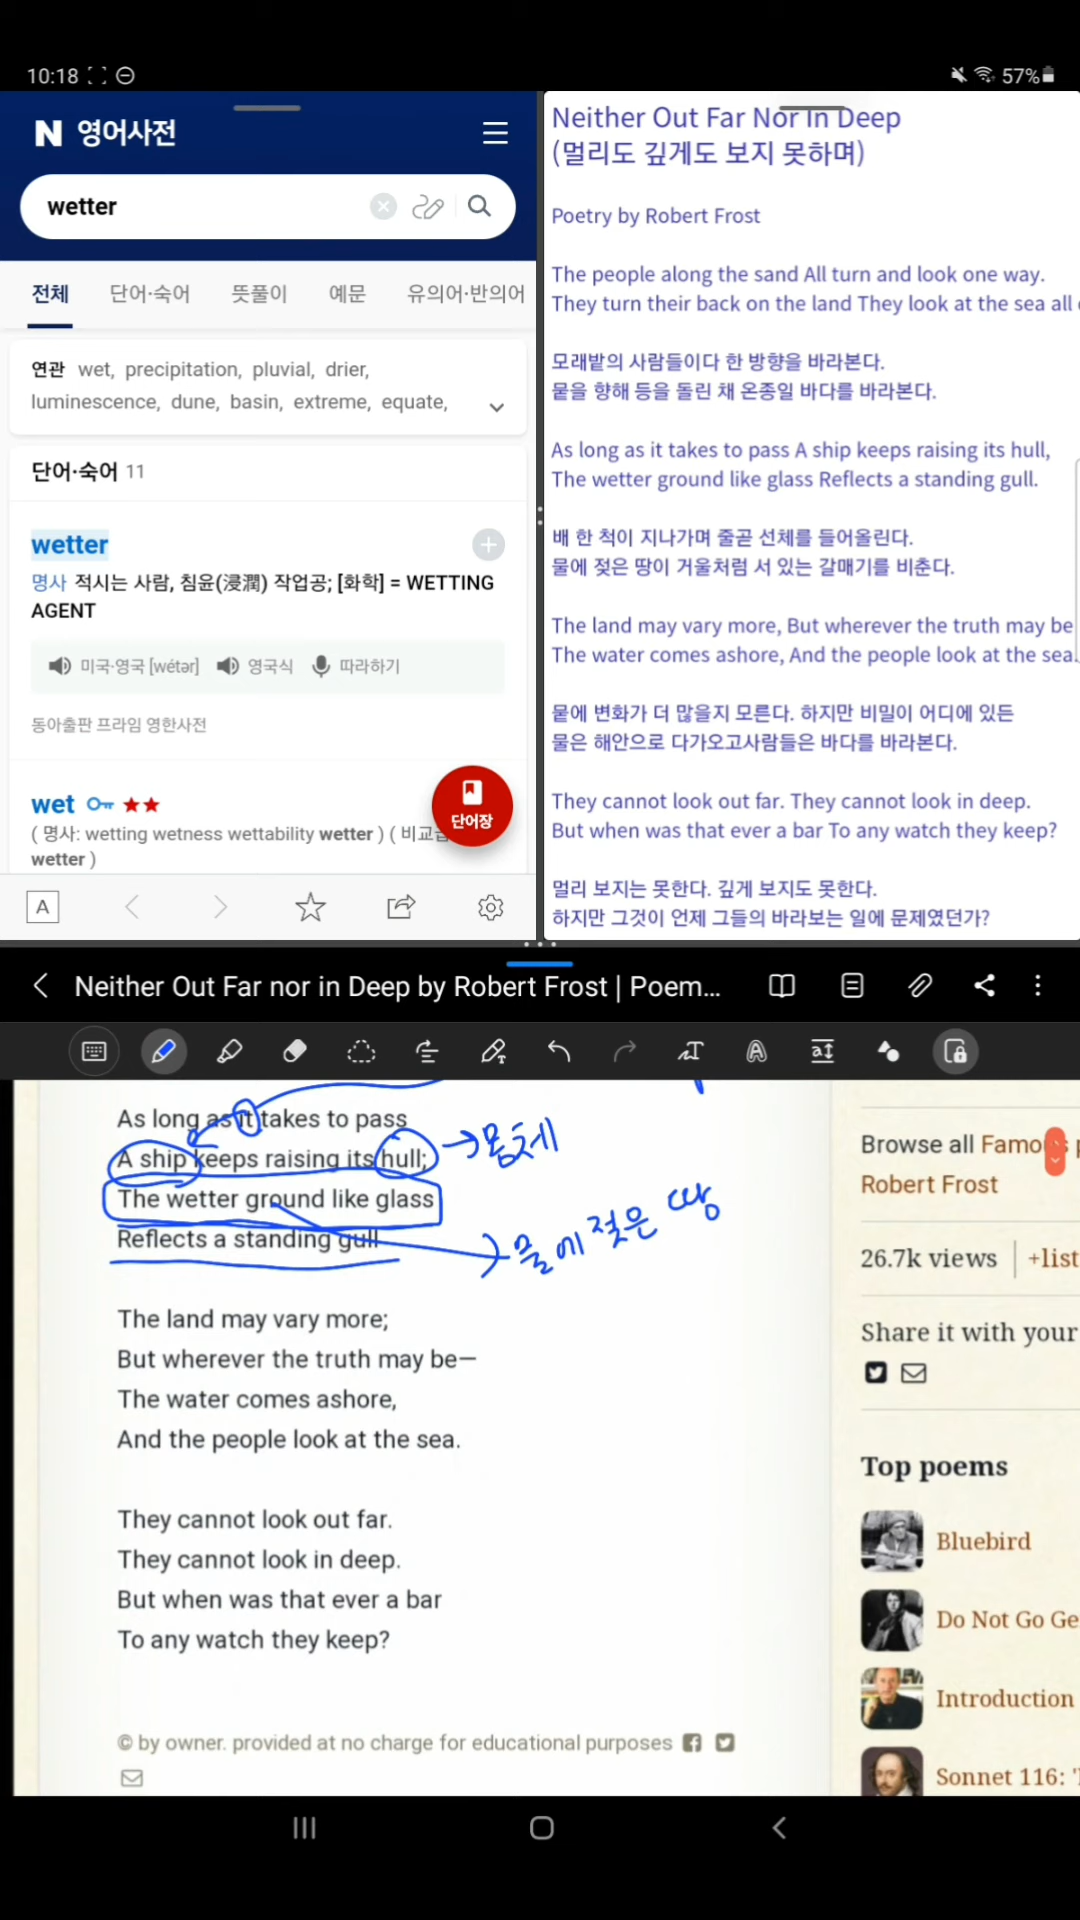 10:18
57%
N 영어사전
wetter
전체 단어·숙어 뜻풀이 예문 유의어·반의어
연관 wet, precipitation, pluvial, drier,
luminescence, dune, basin, extreme, equate,
단어·숙어 11
wetter
명사 적시는 사람, 침윤(浸潤) 작업공; [화학] = WETTING
AGENT
미국·영국 [wétər] 영국식 따라하기
동아출판 프라임 영한사전
wet
( 명사: wetting wetness wettability wetter ) ( 비교급
wetter )
단어장
A
Neither Out Far Nor In Deep
(멀리도 깊게도 보지 못하며)
Poetry by Robert Frost
The people along the sand All turn and look one way.
They turn their back on the land They look at the sea all
모래밭의 사람들이다 한 방향을 바라본다.
뭍을 향해 등을 돌린 채 온종일 바다를 바라본다.
As long as it takes to pass A ship keeps raising its hull,
The wetter ground like glass Reflects a standing gull.
배 한 척이 지나가며 줄곧 선체를 들어올린다.
물에 젖은 땅이 거울처럼 서 있는 갈매기를 비춘다.
The land may vary more, But wherever the truth may be
The water comes ashore, And the people look at the sea.
뭍에 변화가 더 많을지 모른다. 하지만 비밀이 어디에 있든
물은 해안으로 다가오고사람들은 바다를 바라본다.
They cannot look out far. They cannot look in deep.
But when was that ever a bar To any watch they keep?
멀리 보지는 못한다. 깊게 보지도 못한다.
하지만 그것이 언제 그들의 바라보는 일에 문제였던가?
Neither Out Far nor in Deep by Robert Frost | Poem...
As long as it takes to pass
A ship keeps raising its hull;
몸체
The wetter ground like glass
Reflects a standing gull
물에 젖은 땅
The land may vary more;
But wherever the truth may be—
The water comes ashore,
And the people look at the sea.
They cannot look out far.
They cannot look in deep.
But when was that ever a bar
To any watch they keep?
© by owner. provided at no charge for educational purposes
Browse all Famo
Robert Frost
26.7k views +list
Share it with your
Top poems
Bluebird
Do Not Go Ge
Introduction
Sonnet 116: